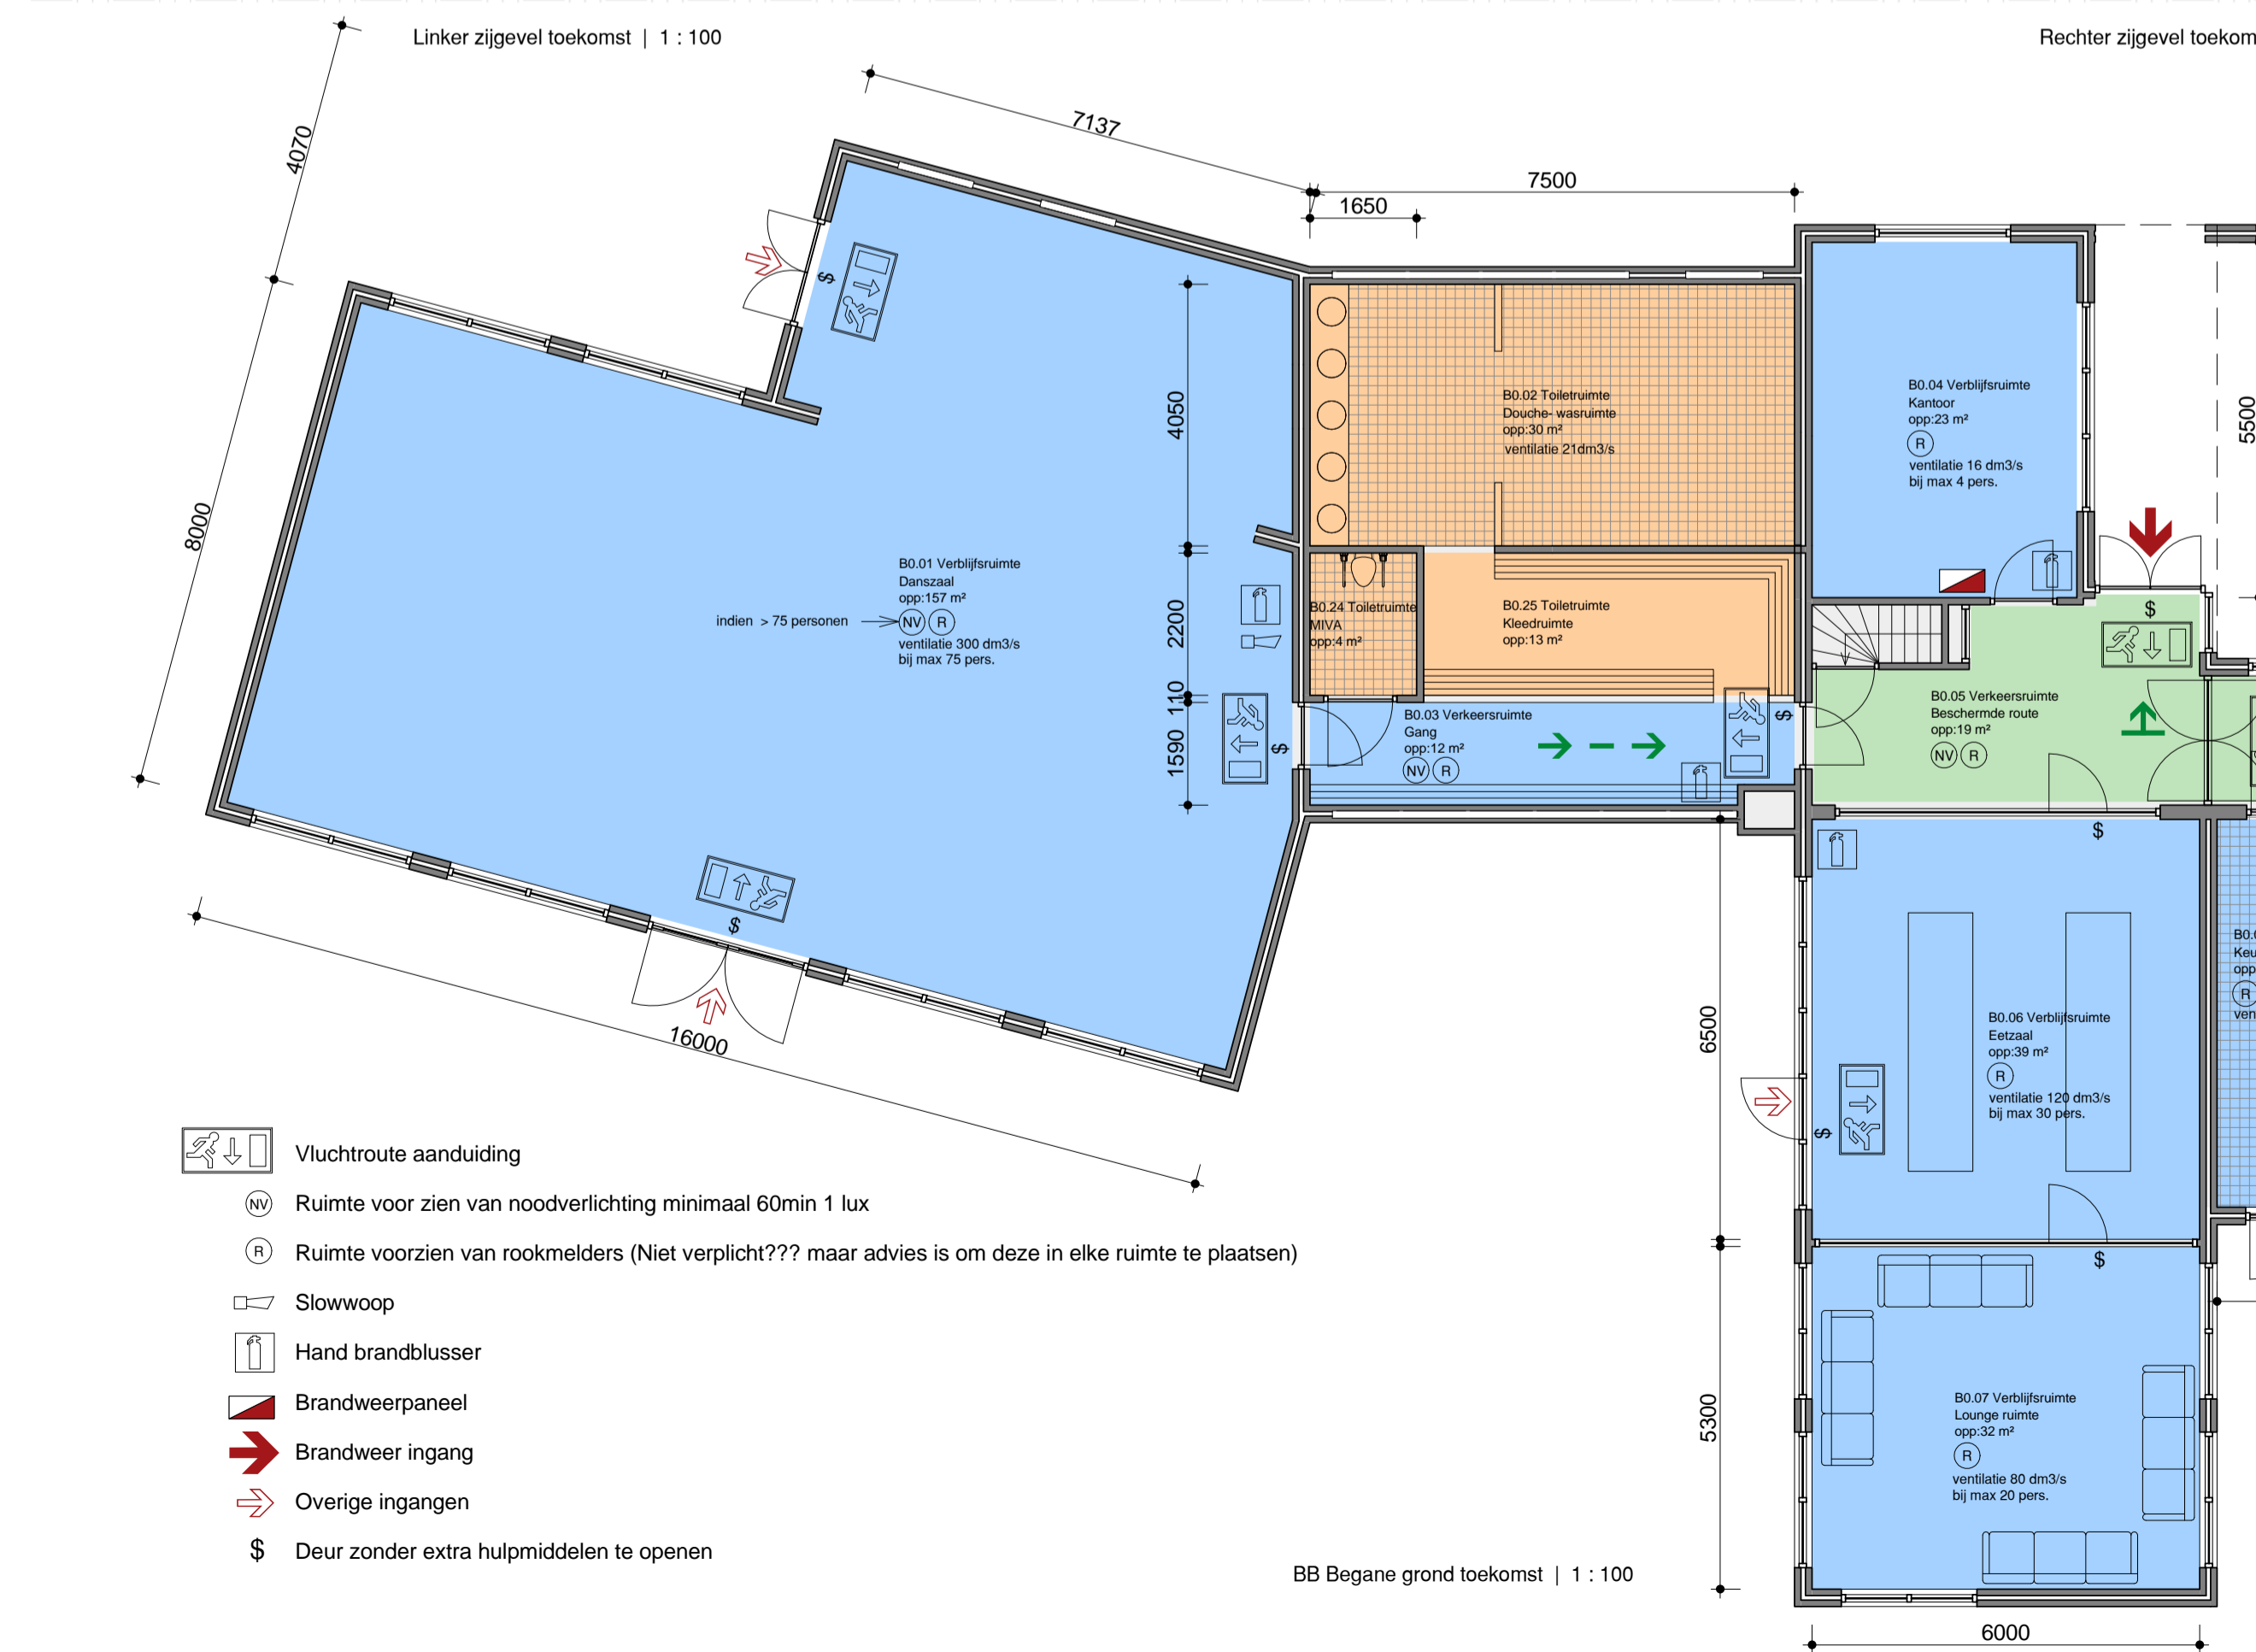 Linker zijgevel toekomst | 1 : 100
Rechter zijgevel toekom
4070
7137
7500
1650
8000
4050
2200
110
1590
5500
B0.01 Verblijfsruimte
Danszaal
opp:157 m²
indien > 75 personen
NV R
ventilatie 300 dm3/s
bij max 75 pers.
B0.02 Toiletruimte
Douche- wasruimte
opp:30 m²
ventilatie 21dm3/s
B0.04 Verblijfsruimte
Kantoor
opp:23 m²
R
ventilatie 16 dm3/s
bij max 4 pers.
B0.24 Toiletruimte
MIVA
opp:4 m²
B0.25 Toiletruimte
Kleedruimte
opp:13 m²
B0.03 Verkeersruimte
Gang
opp:12 m²
NV R
B0.05 Verkeersruimte
Beschermde route
opp:19 m²
NV R
$
$
$
$
$
$
$
$
16000
6500
B0.06 Verblijfsruimte
Eetzaal
opp:39 m²
R
ventilatie 120 dm3/s
bij max 30 pers.
B0.
Keu
opp
R
ven
5300
B0.07 Verblijfsruimte
Lounge ruimte
opp:32 m²
R
ventilatie 80 dm3/s
bij max 20 pers.
6000
Vluchtroute aanduiding
NV Ruimte voor zien van noodverlichting minimaal 60min 1 lux
R Ruimte voorzien van rookmelders (Niet verplicht??? maar advies is om deze in elke ruimte te plaatsen)
Slowwoop
Hand brandblusser
Brandweerpaneel
Brandweer ingang
Overige ingangen
$ Deur zonder extra hulpmiddelen te openen
BB Begane grond toekomst | 1 : 100